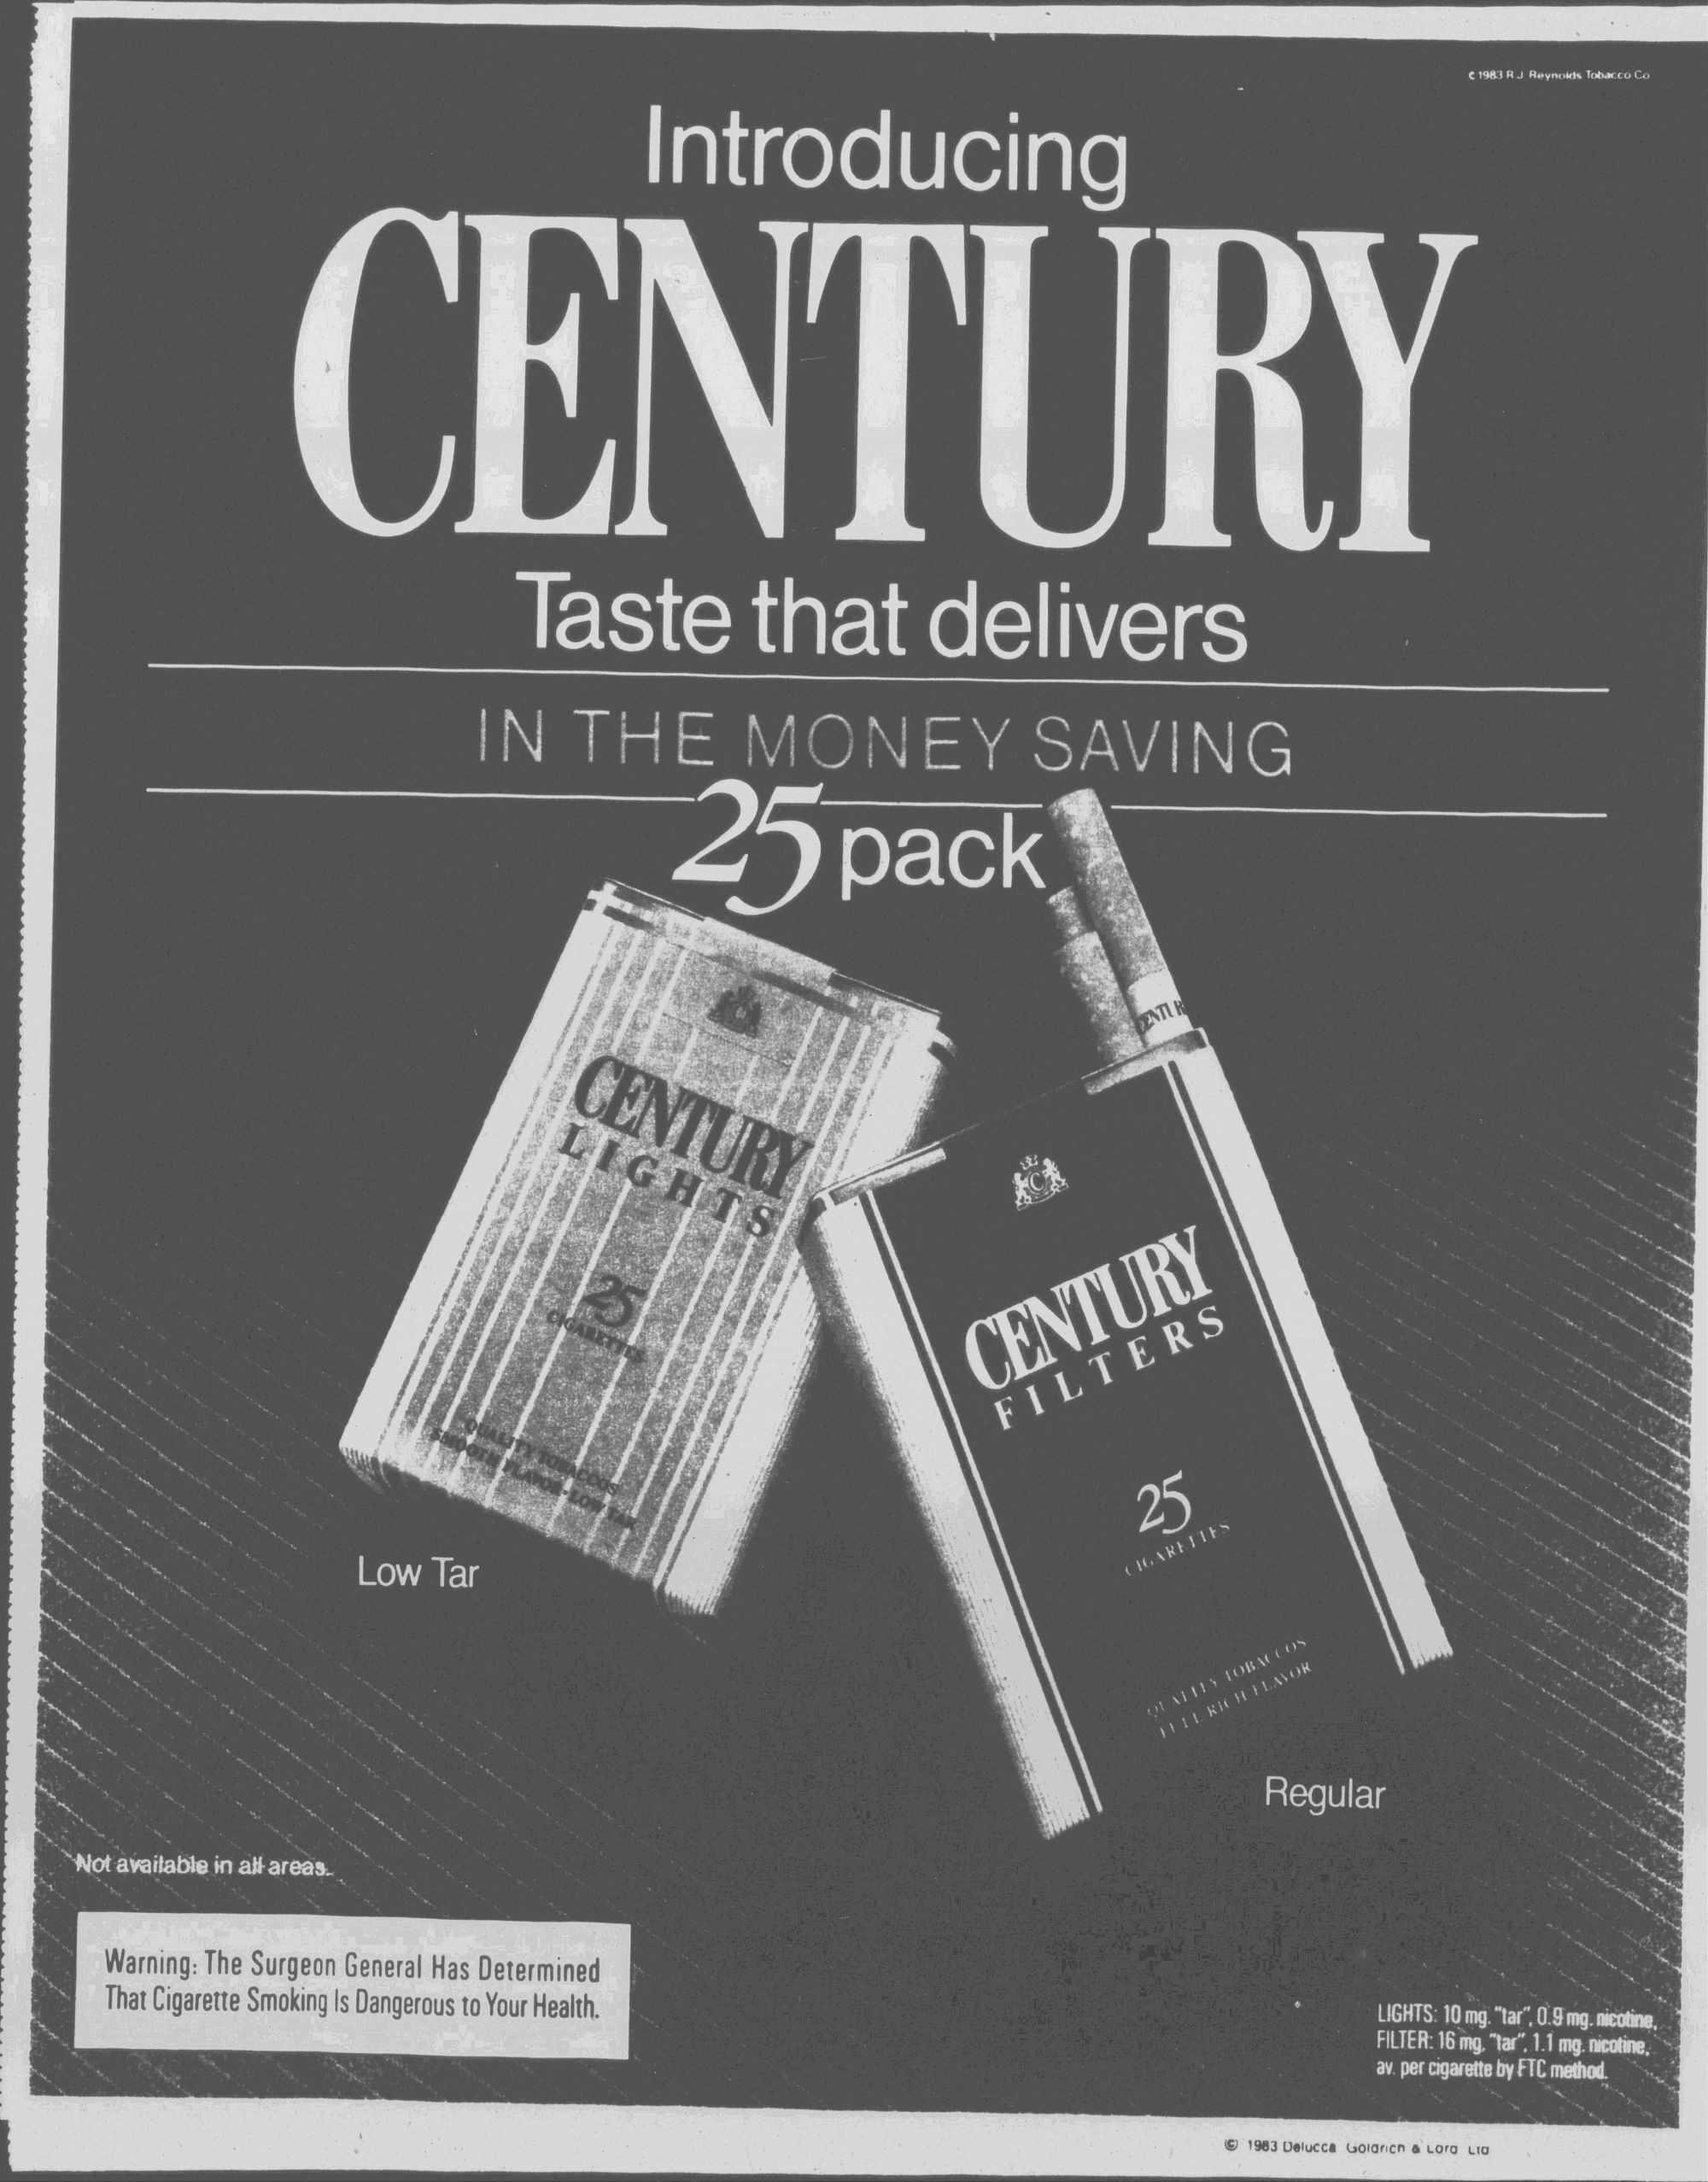 © 1983 R.J. Reynolds Tobacco Co
Introducing
CENTURY
Taste that delivers
IN THE MONEY SAVING
25 pack
CENTUR
C
CENTURY
LIGHTS
25
CIGARETTES
QUALITY TOBACCOS
SMOOTH FLAVOR-LOW TAR
Low Tar
C
CENTURY
FILTERS
25
CIGARETTES
QUALITY TOBACCOS
FULL RICH FLAVOR
Regular
Not available in all areas.
Warning: The Surgeon General Has Determined
That Cigarette Smoking Is Dangerous to Your Health.
LIGHTS: 10 mg. "tar", 0.9 mg. nicotine,
FILTER: 16 mg. "tar", 1.1 mg. nicotine,
av. per cigarette by FTC method.
© 1983 Delucca Goldrich & Lord Ltd